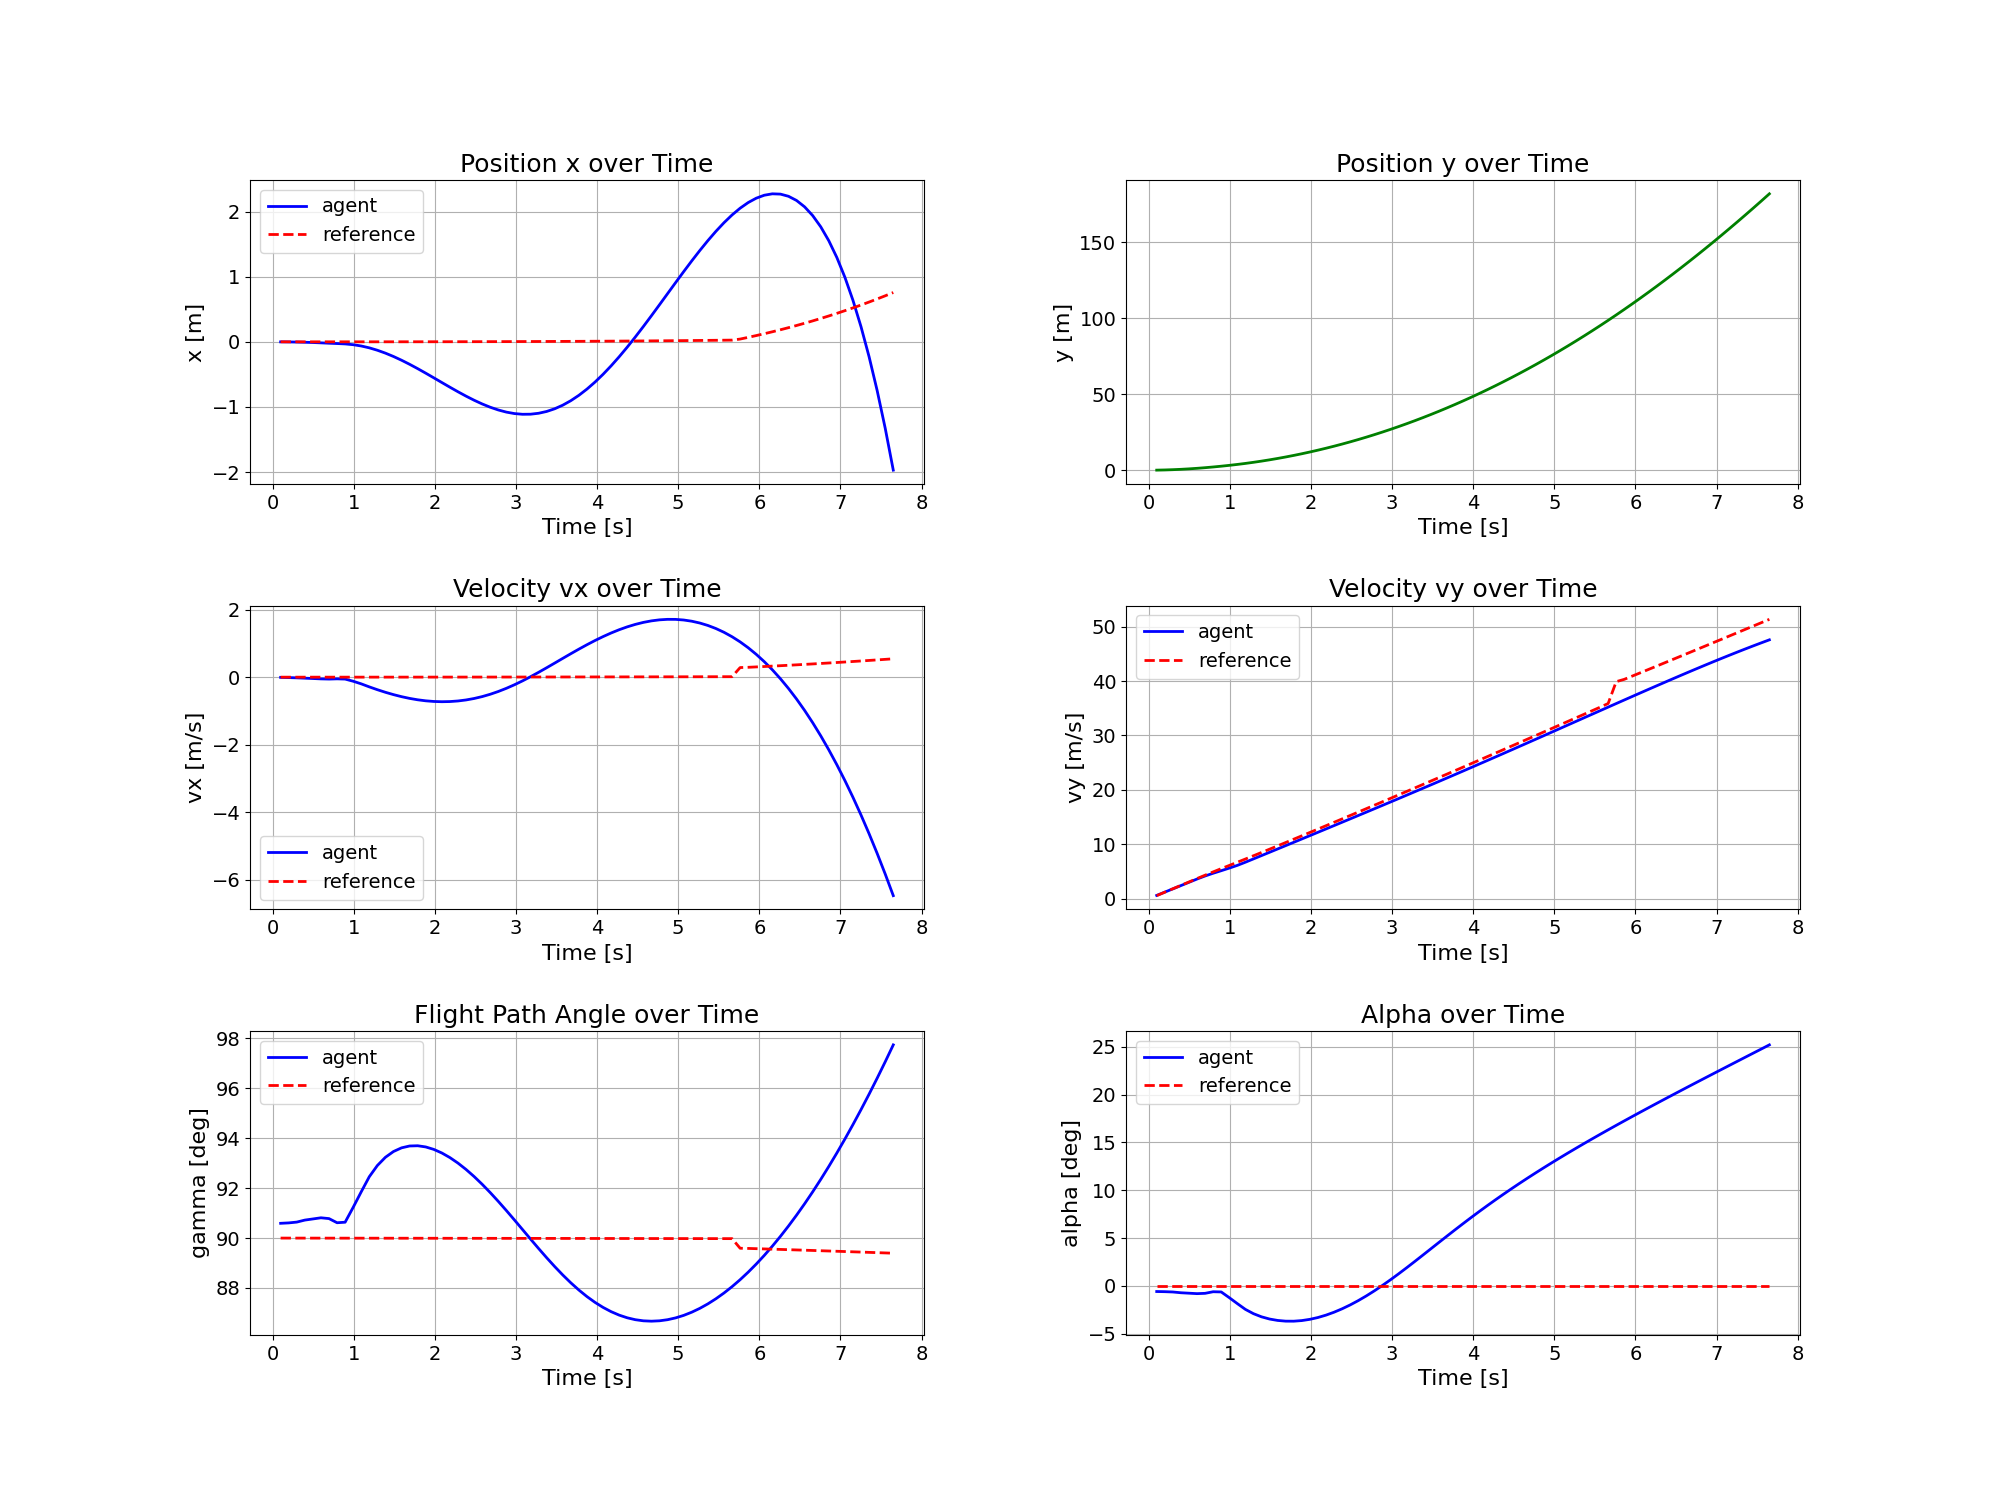 Position x over Time
x [m]
2
1
0
−1
−2
agent
reference
0 1 2 3 4 5 6 7 8
Time [s]
Position y over Time
y [m]
150
100
50
0
0 1 2 3 4 5 6 7 8
Time [s]
Velocity vx over Time
vx [m/s]
2
0
−2
−4
−6
agent
reference
0 1 2 3 4 5 6 7 8
Time [s]
Velocity vy over Time
vy [m/s]
50
40
30
20
10
0
agent
reference
0 1 2 3 4 5 6 7 8
Time [s]
Flight Path Angle over Time
gamma [deg]
98
96
94
92
90
88
agent
reference
0 1 2 3 4 5 6 7 8
Time [s]
Alpha over Time
alpha [deg]
25
20
15
10
5
0
−5
agent
reference
0 1 2 3 4 5 6 7 8
Time [s]